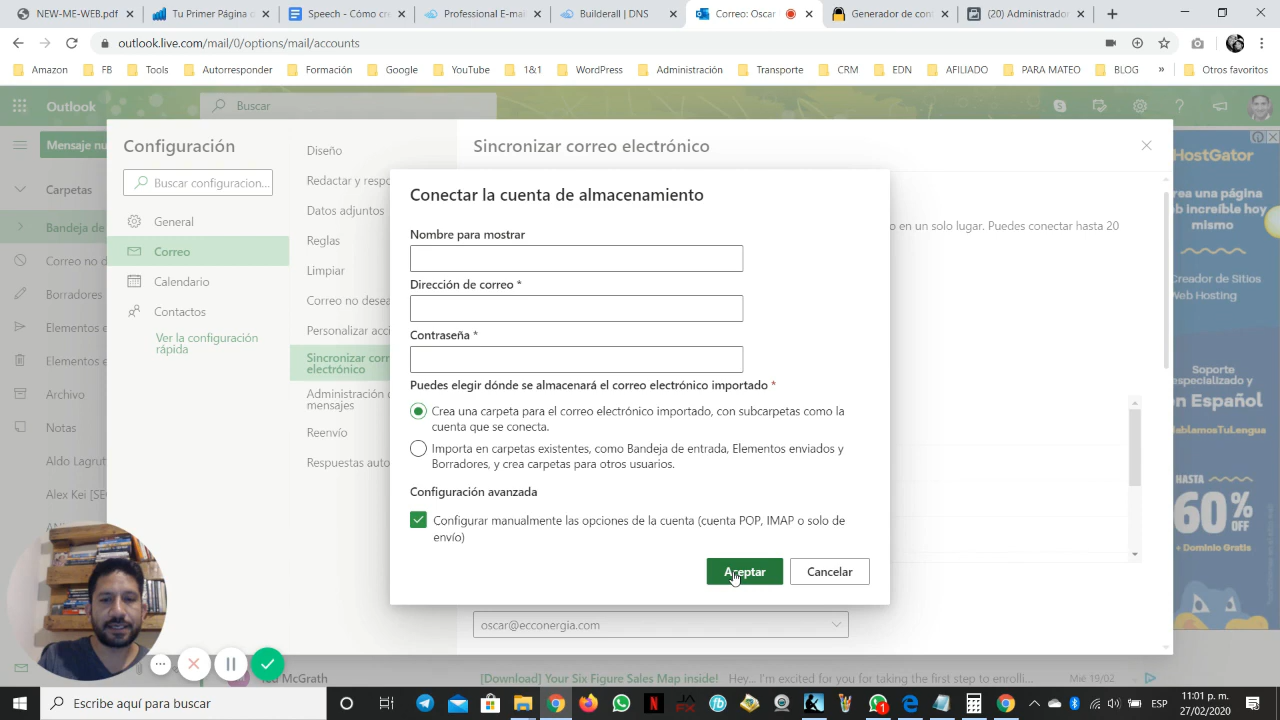 NEW-ME-WEB.pdf
Tu Primer Página d
Speech - Cómo cr
Professional E-ma
Builderall | DNS
Correo: Oscar
Generador de con
(20) Administrador
outlook.live.com/mail/0/options/mail/accounts
Amazon
FB
Tools
Autorresponder
Formación
Google
YouTube
1&1
WordPress
Administración
Transporte
CRM
EDN
AFILIADO
PARA MATEO
BLOG
»
Otros favoritos
Outlook
Buscar
Mensaje nu
Carpetas
Bandeja de
Correo no d
Borradores
Elementos e
Elementos e
Archivo
Notas
Aldo Lagrut
Alex Kei [SE
Configuración
Buscar configuracion...
General
Correo
Calendario
Contactos
Ver la configuración
rápida
Diseño
Redactar y respo
Datos adjuntos
Reglas
Limpiar
Correo no desea
Personalizar acci
Sincronizar corr
electrónico
Administración d
mensajes
Reenvío
Respuestas auto
Sincronizar correo electrónico
o en un solo lugar. Puedes conectar hasta 20
Conectar la cuenta de almacenamiento
Nombre para mostrar
Dirección de correo *
Contraseña *
Puedes elegir dónde se almacenará el correo electrónico importado *
Crea una carpeta para el correo electrónico importado, con subcarpetas como la
cuenta que se conecta.
Importa en carpetas existentes, como Bandeja de entrada, Elementos enviados y
Borradores, y crea carpetas para otros usuarios.
Configuración avanzada
Configurar manualmente las opciones de la cuenta (cuenta POP, IMAP o solo de
envío)
Aceptar
Cancelar
oscar@ecconergia.com
HostGator
rea una página
eb increíble hoy
mismo
Creador de Sitios
Web Hosting
Soporte
especializado y
en Español
HablamosTuLengua
HASTA
60%
OFF
+ Dominio Gratis
McGrath
[Download] Your Six Figure Sales Map inside!
Hey... I'm excited for you for taking the first step to enrolli...
Mié 19/02
Escribe aquí para buscar
1
ESP
11:01 p. m.
27/02/2020